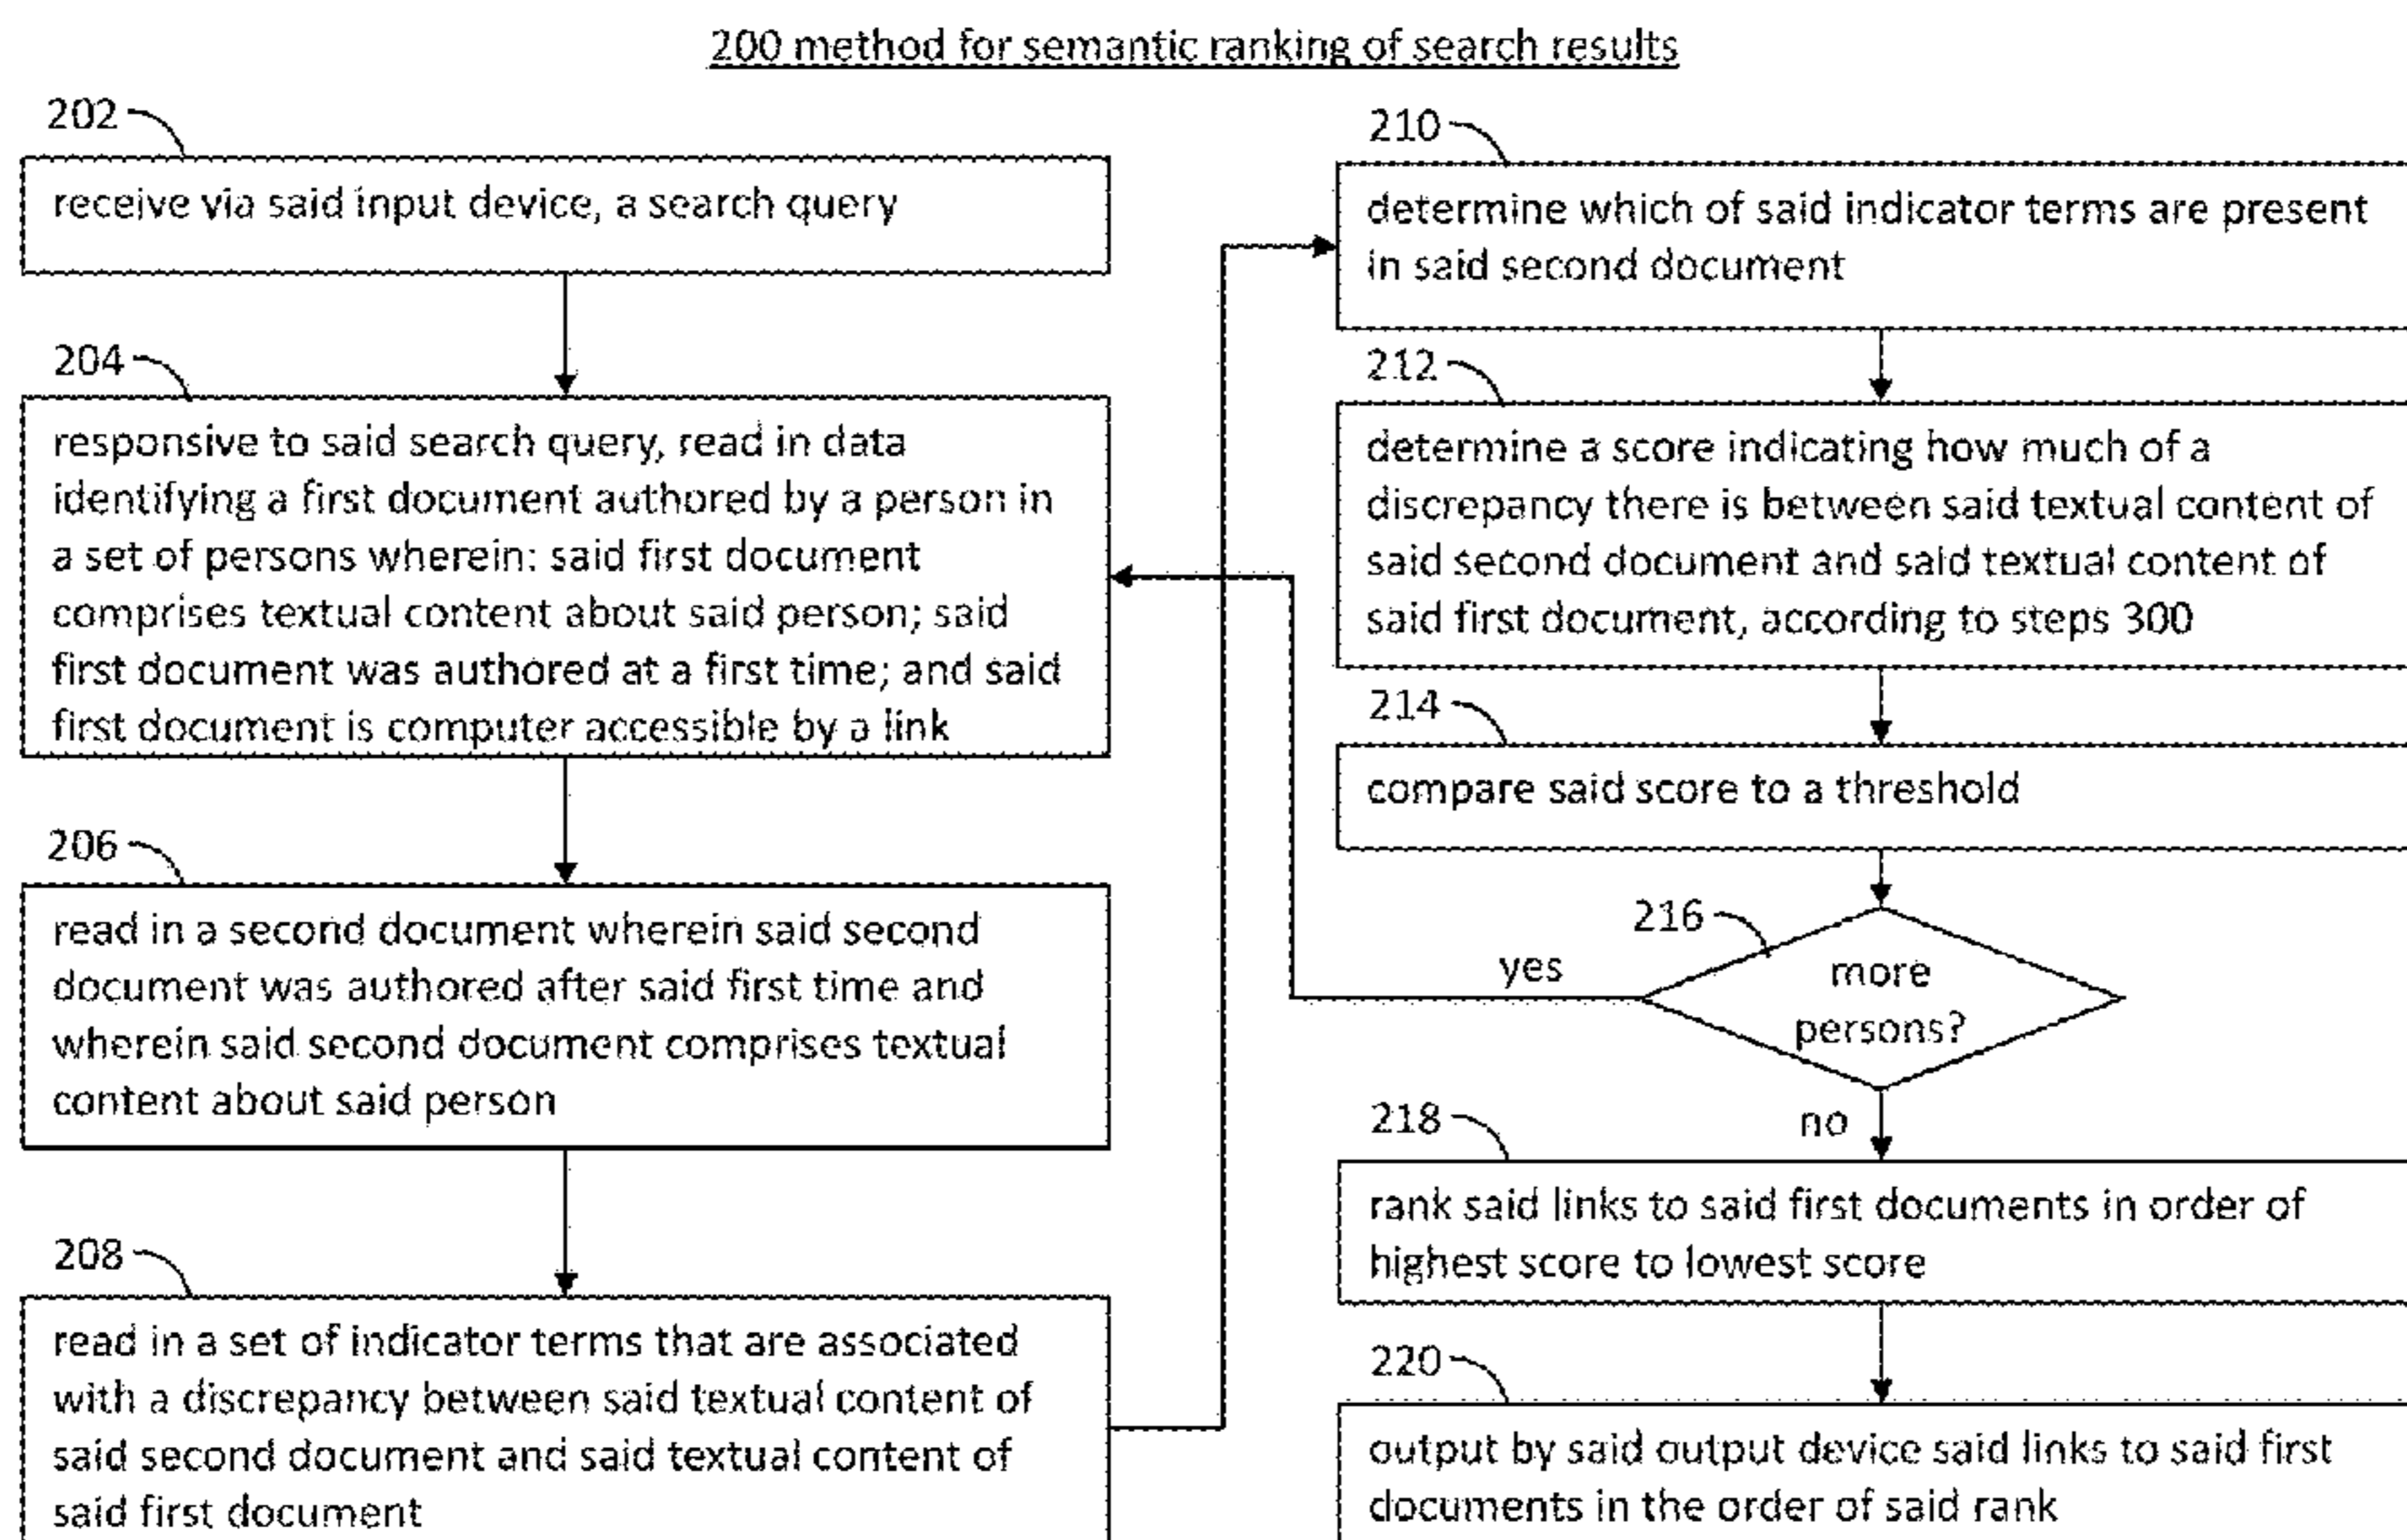 200 method for semantic ranking of search results
202
receive via said input device, a search query
204
responsive to said search query, read in data
identifying a first document authored by a person in
a set of persons wherein: said first document
comprises textual content about said person; said
first document was authored at a first time; and said
first document is computer accessible by a link
206
read in a second document wherein said second
document was authored after said first time and
wherein said second document comprises textual
content about said person
208
read in a set of indicator terms that are associated
with a discrepancy between said textual content of
said second document and said textual content of
said first document
210
determine which of said indicator terms are present
in said second document
212
determine a score indicating how much of a
discrepancy there is between said textual content of
said second document and said textual content of
said first document, according to steps 300
214
compare said score to a threshold
216
more
persons?
yes
no
218
rank said links to said first documents in order of
highest score to lowest score
220
output by said output device said links to said first
documents in the order of said rank